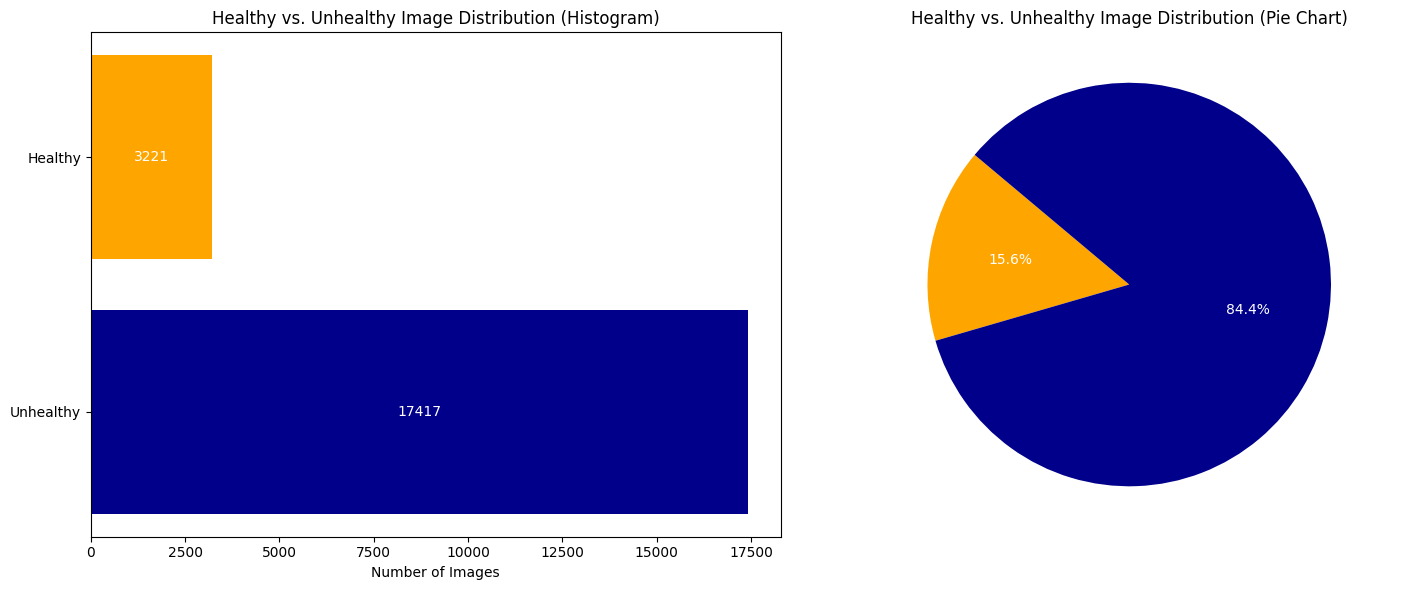 Healthy vs. Unhealthy Image Distribution (Histogram)
Healthy
3221
Unhealthy
17417
0 2500 5000 7500 10000 12500 15000 17500
Number of Images
Healthy vs. Unhealthy Image Distribution (Pie Chart)
15.6%
84.4%